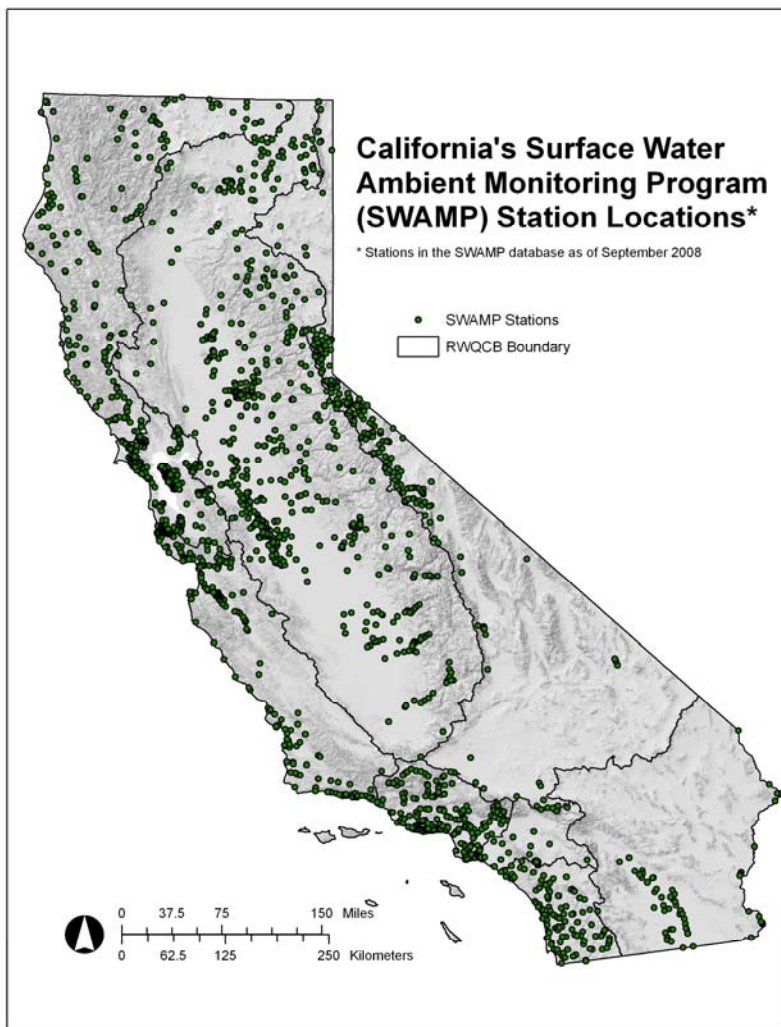 California's Surface Water
Ambient Monitoring Program
(SWAMP) Station Locations*
* Stations in the SWAMP database as of September 2008
SWAMP Stations
RWQCB Boundary
0 37.5 75 150 Miles
0 62.5 125 250 Kilometers